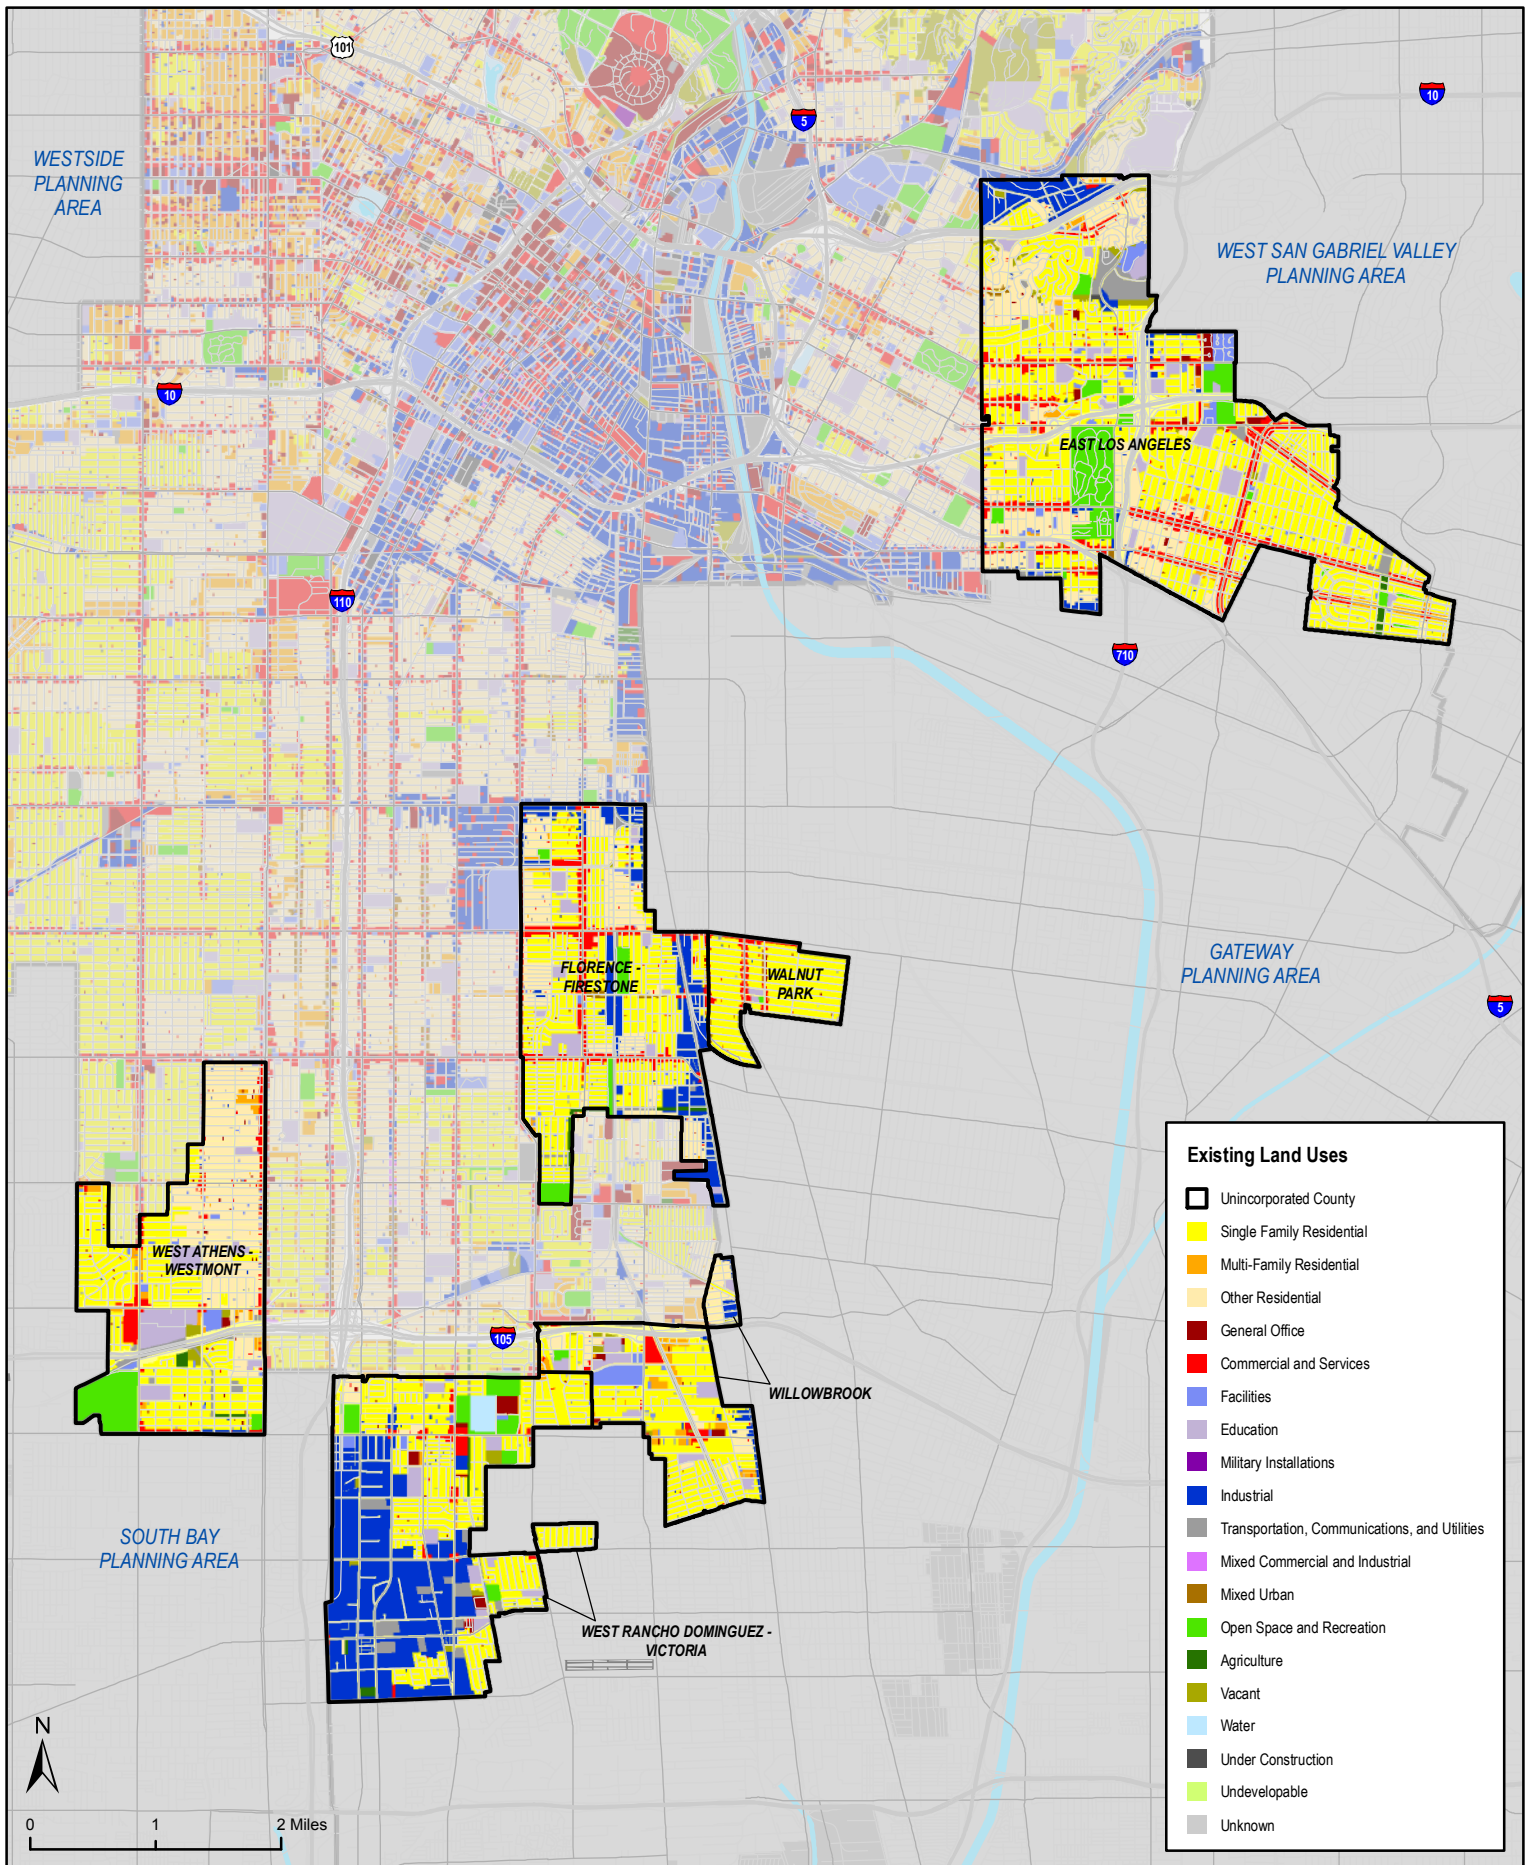 101
10
5
WESTSIDE
PLANNING
AREA
WEST SAN GABRIEL VALLEY
PLANNING AREA
10
EAST LOS ANGELES
110
710
FLORENCE -
FIRESTONE
WALNUT
PARK
GATEWAY
PLANNING AREA
5
WEST ATHENS -
WESTMONT
105
WILLOWBROOK
SOUTH BAY
PLANNING AREA
WEST RANCHO DOMINGUEZ -
VICTORIA
N
0 1 2 Miles
Existing Land Uses
Unincorporated County
Single Family Residential
Multi-Family Residential
Other Residential
General Office
Commercial and Services
Facilities
Education
Military Installations
Industrial
Transportation, Communications, and Utilities
Mixed Commercial and Industrial
Mixed Urban
Open Space and Recreation
Agriculture
Vacant
Water
Under Construction
Undevelopable
Unknown